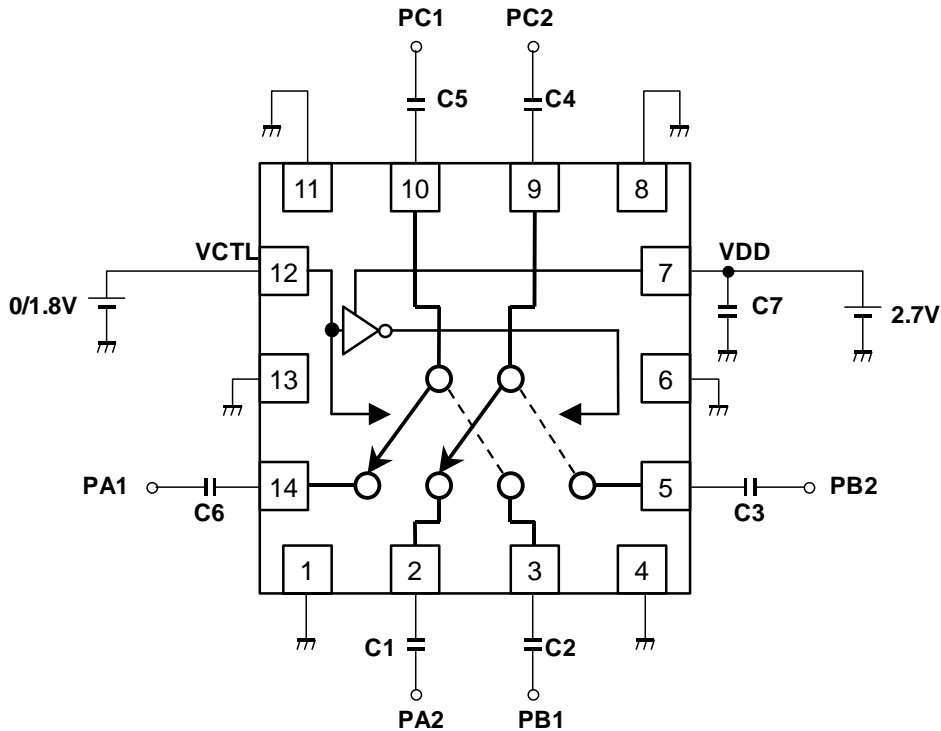 PC1 PC2
C5 C4
11 10 9 8
VCTL 12 7 VDD
0/1.8V C7 2.7V
13 6
PA1 14 5 PB2
C6 C3
1 2 3 4
C1 C2
PA2 PB1